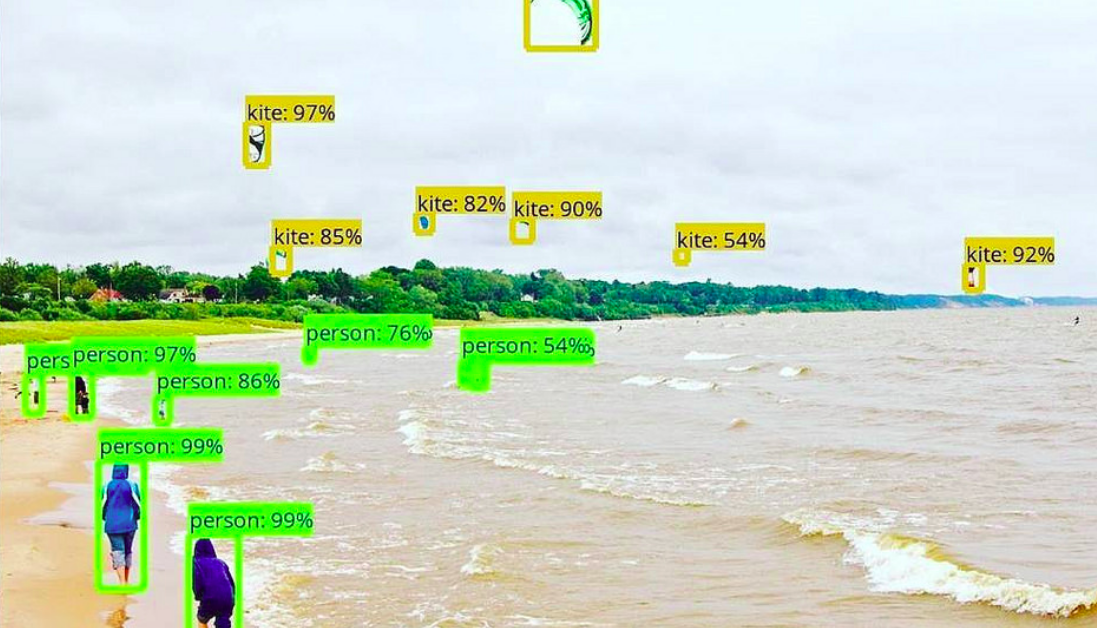 kite: 97%
kite: 82%
kite: 90%
kite: 85%
kite: 54%
kite: 92%
person: 76%
person: 54%
pers
person: 97%
person: 86%
person: 99%
person: 99%